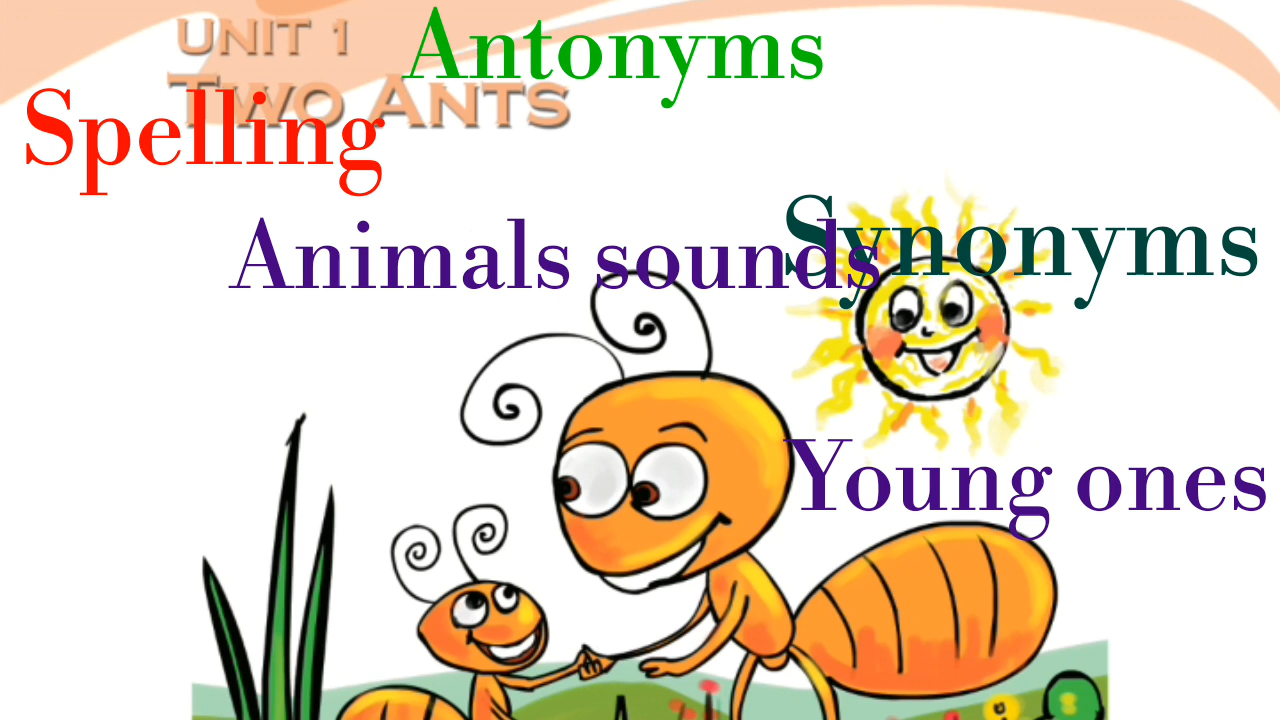 UNIT 1
Antonyms
TWO ANTS
Spelling
Synonyms
Animals sounds
Young ones